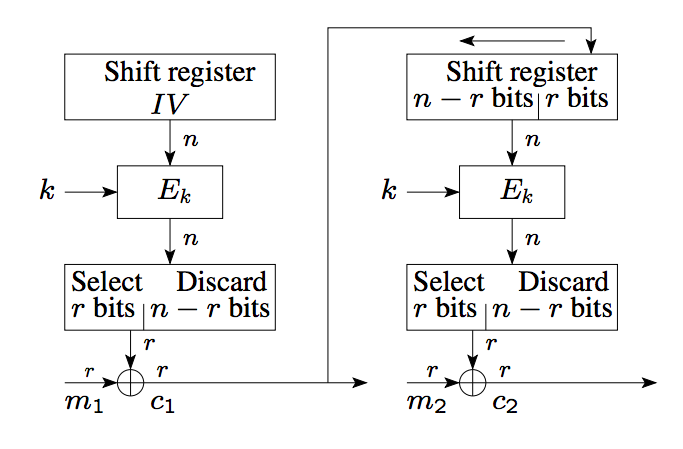 Shift register
IV
n
k
E_k
n
Select Discard
r bits n − r bits
r
r
r
m_1
c_1
Shift register
n − r bits r bits
n
k
E_k
n
Select Discard
r bits n − r bits
r
r
r
m_2
c_2